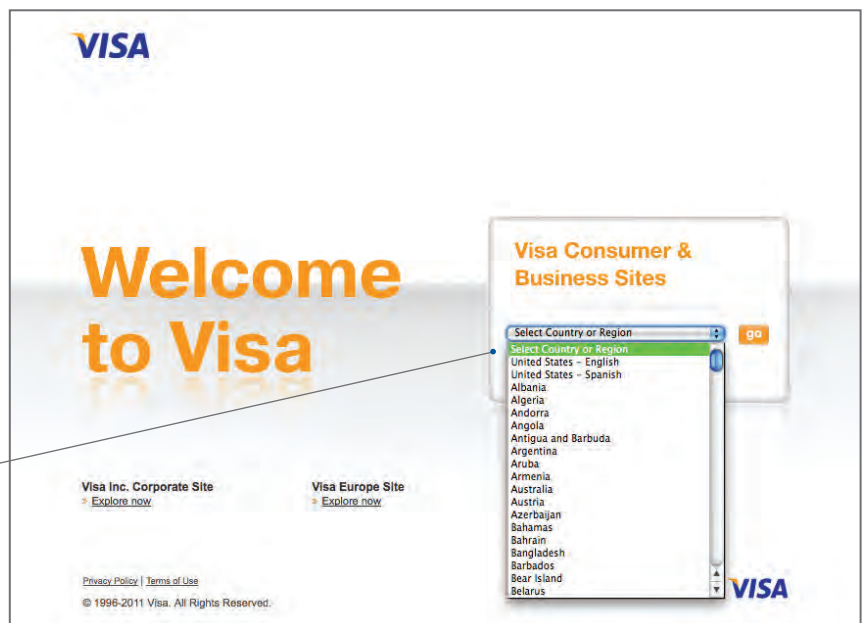 VISA
Welcome
to Visa
Visa Consumer &
Business Sites
Select Country or Region
go
Select Country or Region
United States – English
United States – Spanish
Albania
Algeria
Andorra
Angola
Antigua and Barbuda
Argentina
Aruba
Armenia
Australia
Austria
Azerbaijan
Bahamas
Bahrain
Bangladesh
Barbados
Bear Island
Belarus
Visa Inc. Corporate Site
» Explore now
Visa Europe Site
» Explore now
Privacy Policy | Terms of Use
© 1996-2011 Visa. All Rights Reserved.
VISA